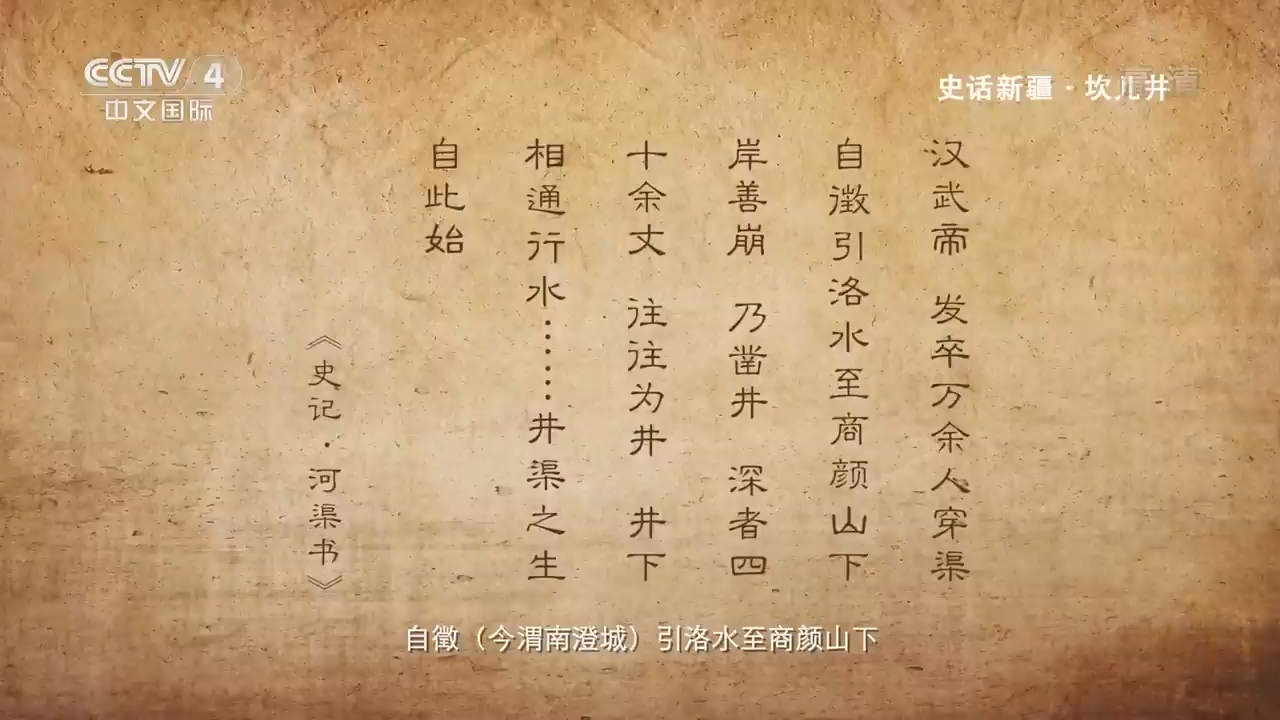 CCTV 4
中文国际
史话新疆·坎儿井
高清
汉武帝 发卒万余人穿渠
自徵引洛水至商颜山下
岸善崩 乃凿井 深者四
十余丈 往往为井 井下
相通行水……井渠之生
自此始
《史记·河渠书》
自徵（今渭南澄城）引洛水至商颜山下